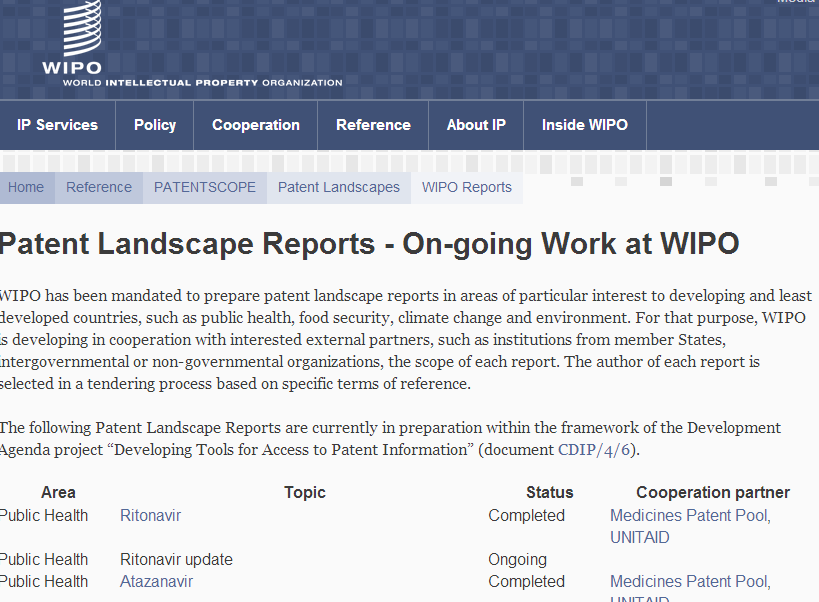 WIPO
WORLD INTELLECTUAL PROPERTY ORGANIZATION
IP Services Policy Cooperation Reference About IP Inside WIPO
Home Reference PATENTSCOPE Patent Landscapes WIPO Reports
Patent Landscape Reports - On-going Work at WIPO
WIPO has been mandated to prepare patent landscape reports in areas of particular interest to developing and least
developed countries, such as public health, food security, climate change and environment. For that purpose, WIPO
is developing in cooperation with interested external partners, such as institutions from member States,
intergovernmental or non-governmental organizations, the scope of each report. The author of each report is
selected in a tendering process based on specific terms of reference.
The following Patent Landscape Reports are currently in preparation within the framework of the Development
Agenda project “Developing Tools for Access to Patent Information” (document CDIP/4/6).
Area Topic Status Cooperation partner
Public Health Ritonavir Completed Medicines Patent Pool,
UNITAID
Public Health Ritonavir update Ongoing
Public Health Atazanavir Completed Medicines Patent Pool,
UNITAID